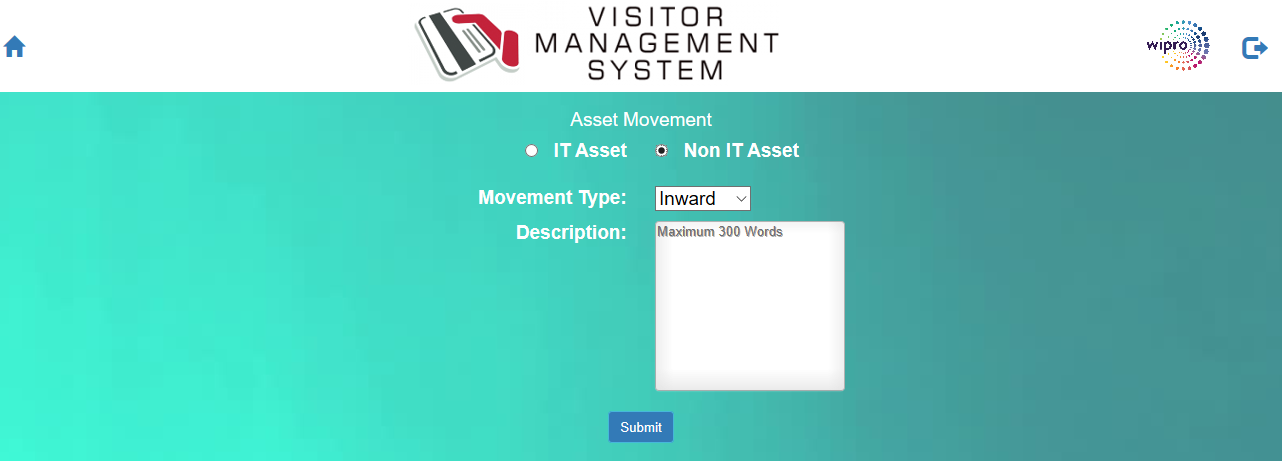 VISITOR
MANAGEMENT
SYSTEM
wipro
Asset Movement
IT Asset Non IT Asset
Movement Type: Inward
Description: Maximum 300 Words
Submit